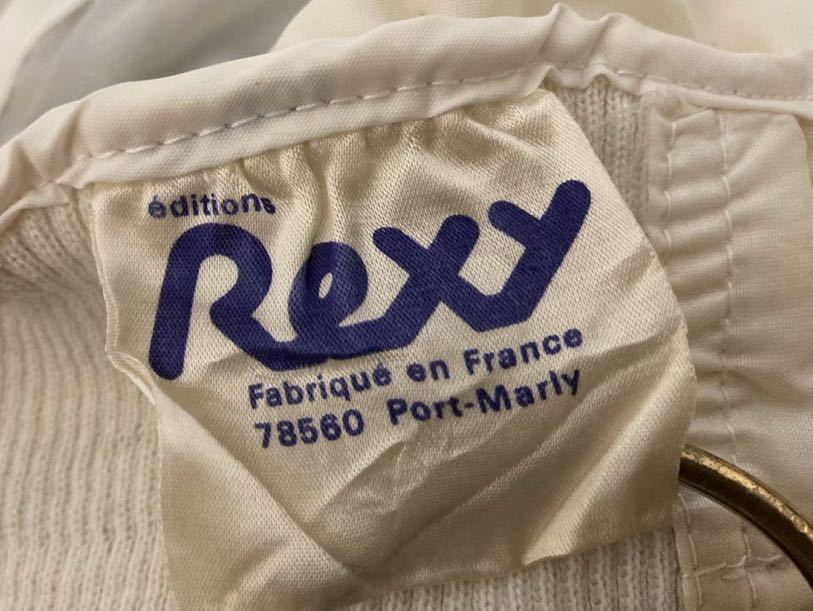 éditions
Rexy
Fabriqué en France
78560 Port-Marly